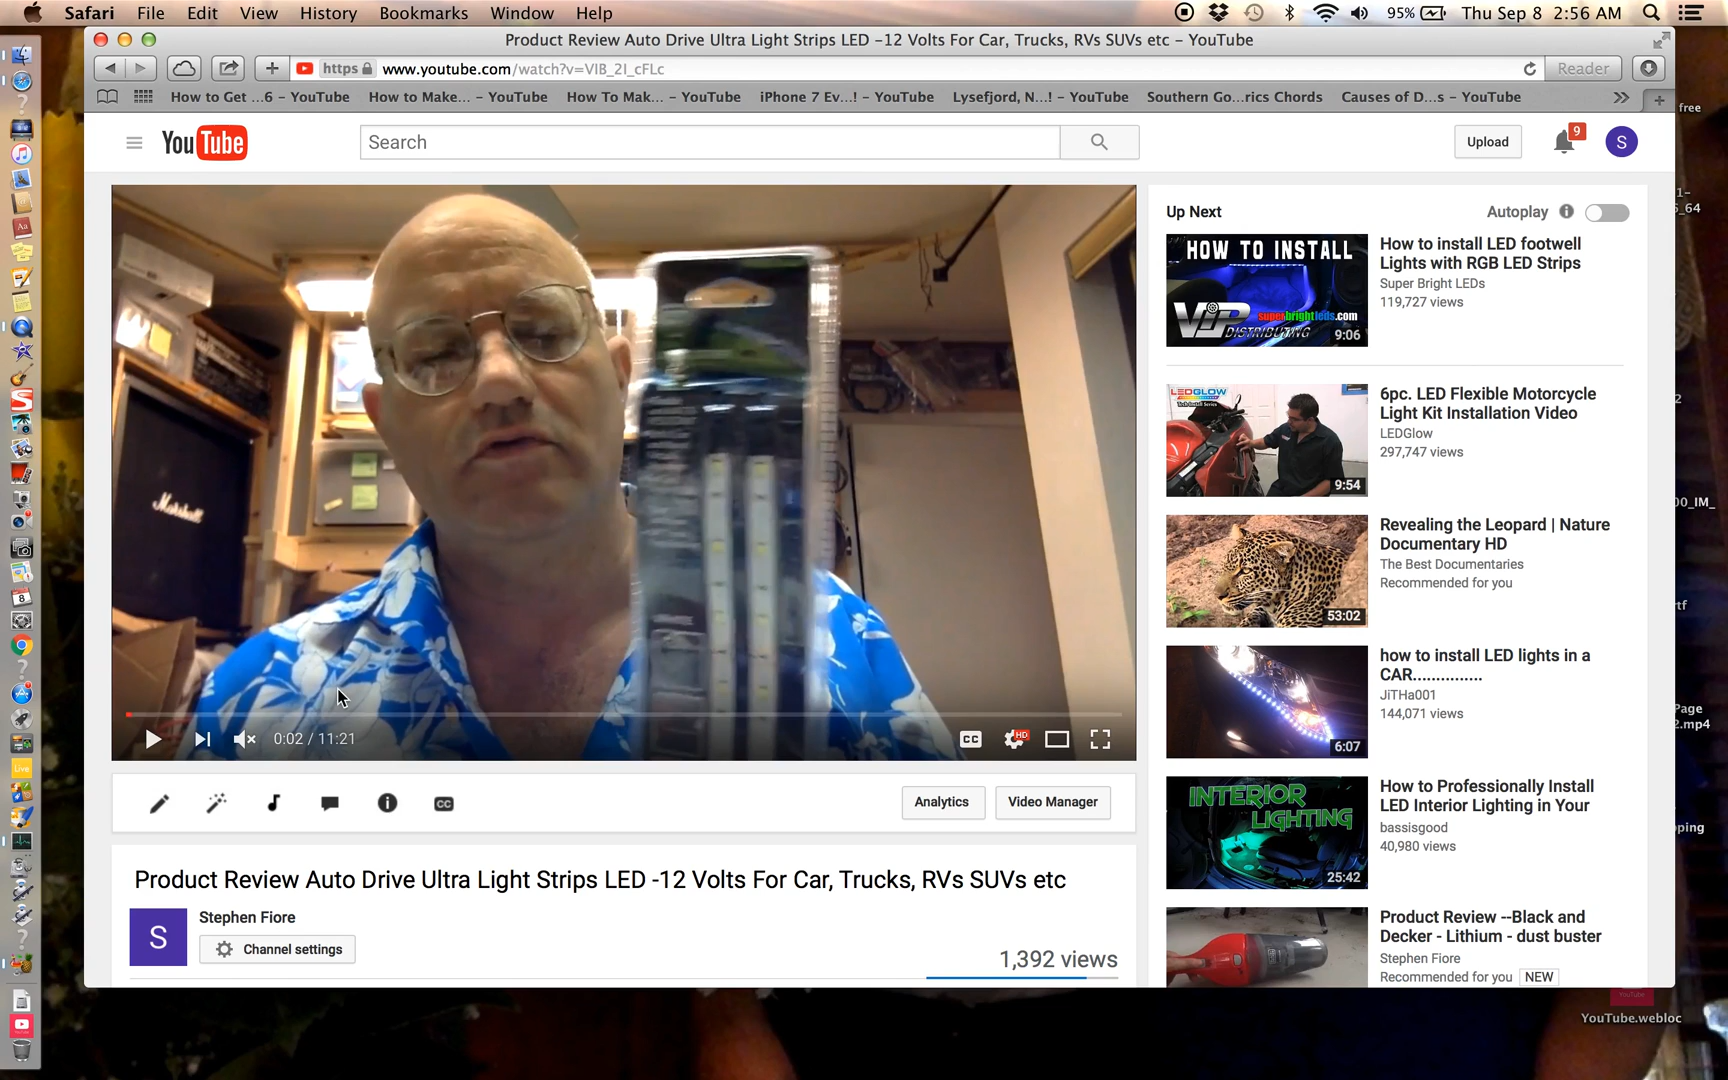 Safari File Edit View History Bookmarks Window Help 95% Thu Sep 8 2:56 AM
Product Review Auto Drive Ultra Light Strips LED -12 Volts For Car, Trucks, RVs SUVs etc – YouTube
https www.youtube.com/watch?v=VIB_2I_cFLc Reader
How to Get ...6 – YouTube How to Make... – YouTube How To Mak... – YouTube iPhone 7 Ev...! – YouTube Lysefjord, N...! – YouTube Southern Go...rics Chords Causes of D...s – YouTube
free
YouTube Search Upload 9 S
Up Next Autoplay
HOW TO INSTALL
VIP DISTRIBUTING
superbrightleds.com
9:06
How to install LED footwell
Lights with RGB LED Strips
Super Bright LEDs
119,727 views
LEDGLOW
9:54
6pc. LED Flexible Motorcycle
Light Kit Installation Video
LEDGlow
297,747 views
53:02
Revealing the Leopard | Nature
Documentary HD
The Best Documentaries
Recommended for you
6:07
how to install LED lights in a
CAR...............
JiTHa001
144,071 views
INTERIOR
LIGHTING
25:42
How to Professionally Install
LED Interior Lighting in Your
bassisgood
40,980 views
Product Review --Black and
Decker - Lithium - dust buster
Stephen Fiore
Recommended for you NEW
Marshall
0:02 / 11:21 CC HD
CC Analytics Video Manager
Product Review Auto Drive Ultra Light Strips LED -12 Volts For Car, Trucks, RVs SUVs etc
S
Stephen Fiore
Channel settings
1,392 views
YouTube.webloc